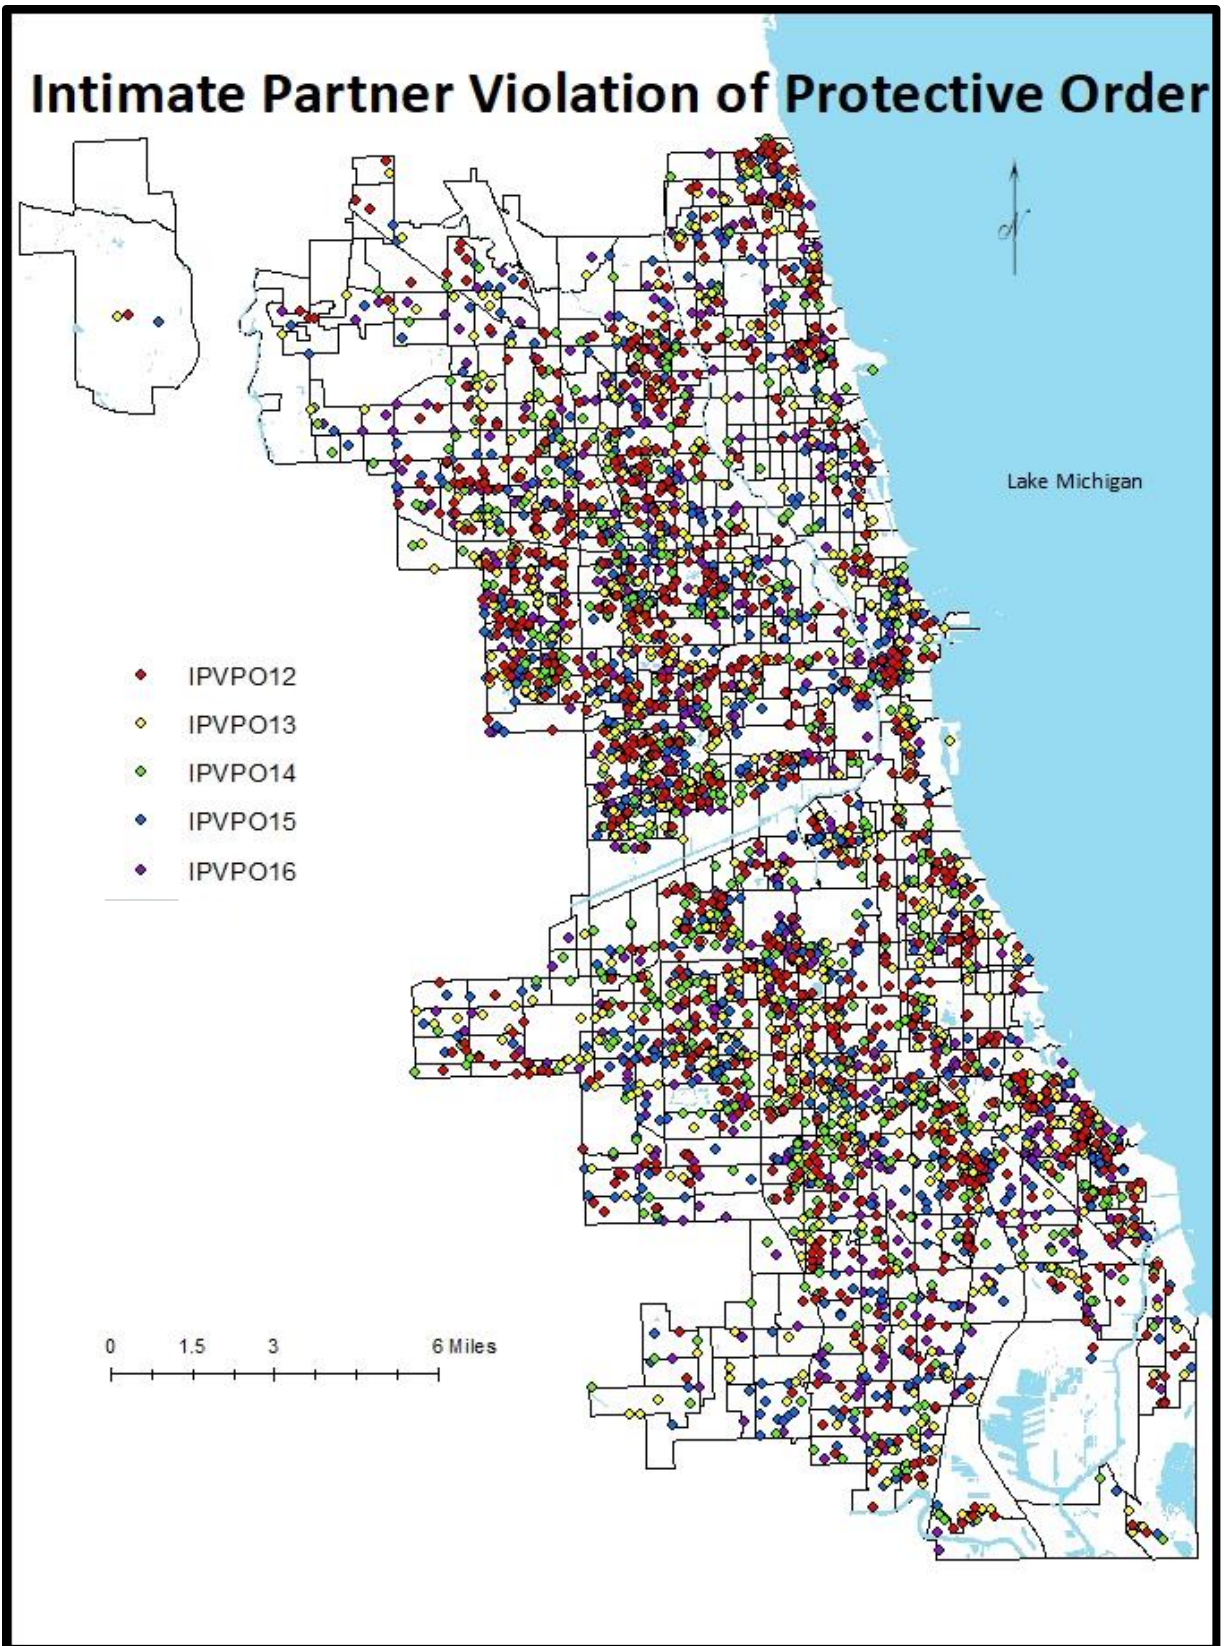 Intimate Partner Violation of Protective Order
N
Lake Michigan
IPVPO12
IPVPO13
IPVPO14
IPVPO15
IPVPO16
0 1.5 3 6 Miles